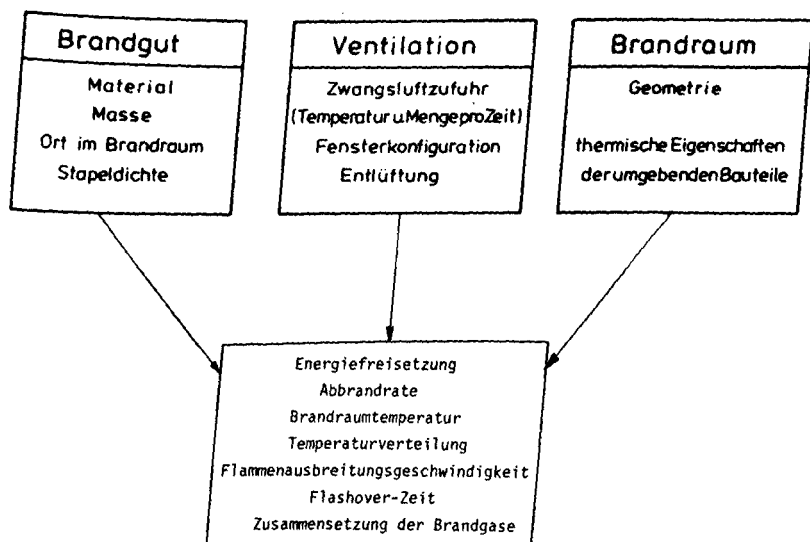 Brandgut
Material
Masse
Ort im Brandraum
Stapeldichte
Ventilation
Zwangsluftzufuhr
(Temperatur u. Menge pro Zeit)
Fensterkonfiguration
Entlüftung
Brandraum
Geometrie
thermische Eigenschaften
der umgebenden Bauteile
Energiefreisetzung
Abbrandrate
Brandraumtemperatur
Temperaturverteilung
Flammenausbreitungsgeschwindigkeit
Flashover-Zeit
Zusammensetzung der Brandgase